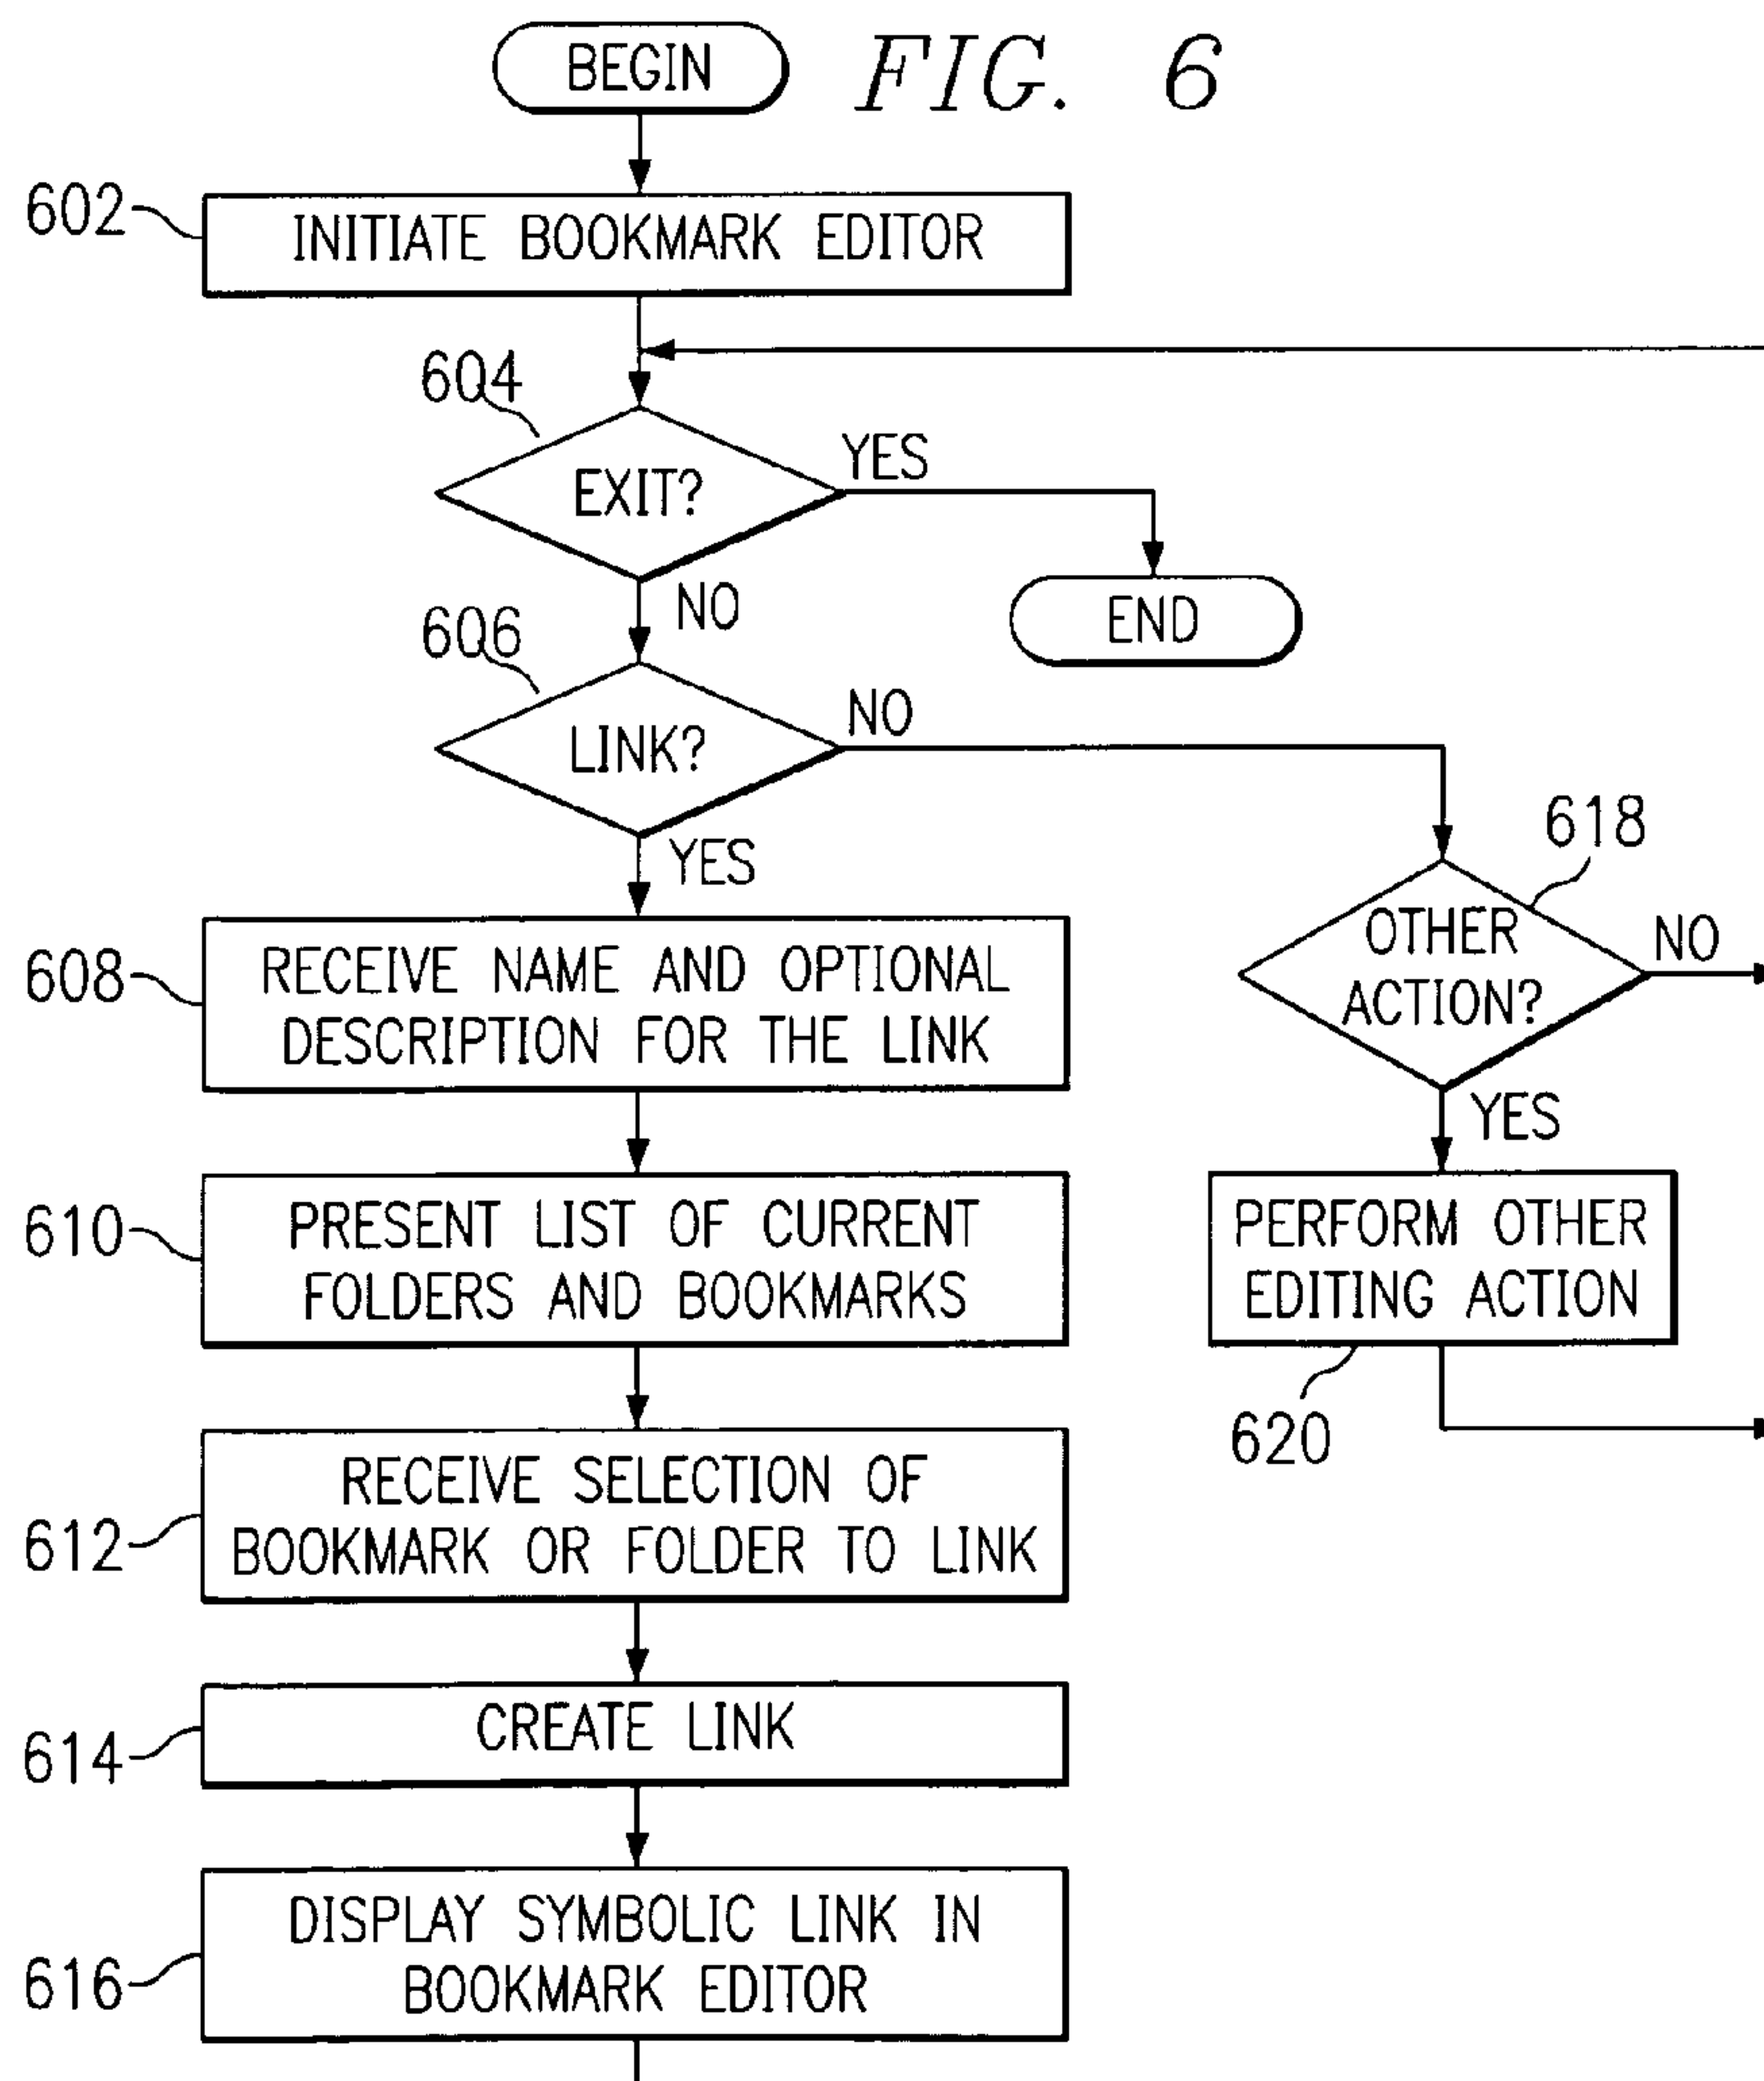 BEGIN
FIG. 6
602
INITIATE BOOKMARK EDITOR
604
EXIT?
YES
NO
END
606
LINK?
NO
YES
618
OTHER
ACTION?
NO
YES
608
RECEIVE NAME AND OPTIONAL
DESCRIPTION FOR THE LINK
610
PRESENT LIST OF CURRENT
FOLDERS AND BOOKMARKS
PERFORM OTHER
EDITING ACTION
620
612
RECEIVE SELECTION OF
BOOKMARK OR FOLDER TO LINK
614
CREATE LINK
616
DISPLAY SYMBOLIC LINK IN
BOOKMARK EDITOR